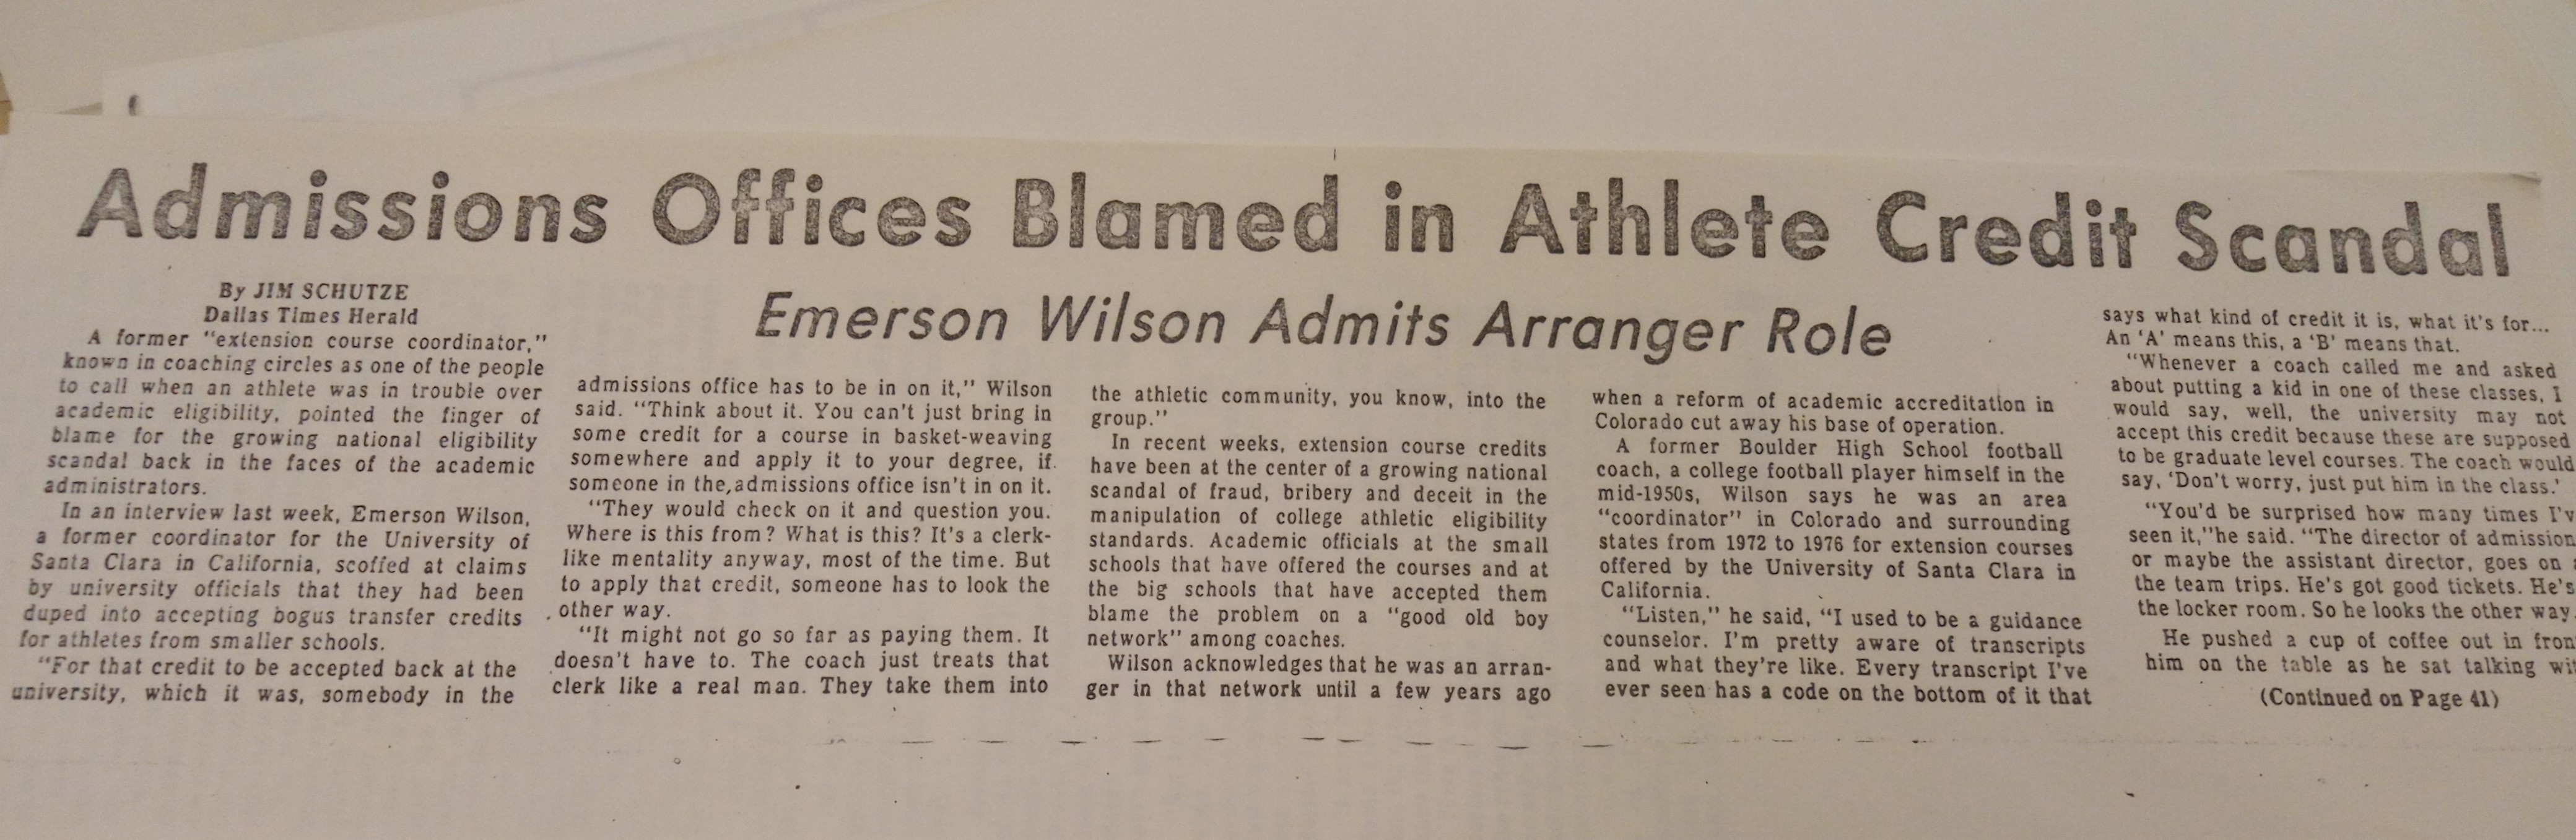 Admissions Offices Blamed in Athlete Credit Scandal
Emerson Wilson Admits Arranger Role
By JIM SCHUTZE
Dallas Times Herald
A former "extension course coordinator,"
known in coaching circles as one of the people
to call when an athlete was in trouble over
academic eligibility, pointed the finger of
blame for the growing national eligibility
scandal back in the faces of the academic
administrators.
In an interview last week, Emerson Wilson,
a former coordinator for the University of
Santa Clara in California, scoffed at claims
by university officials that they had been
duped into accepting bogus transfer credits
for athletes from smaller schools.
"For that credit to be accepted back at the
university, which it was, somebody in the
admissions office has to be in on it," Wilson
said. "Think about it. You can't just bring in
some credit for a course in basket-weaving
somewhere and apply it to your degree, if
someone in the admissions office isn't in on it.
"They would check on it and question you.
Where is this from? What is this? It's a clerk-
like mentality anyway, most of the time. But
to apply that credit, someone has to look the
other way.
"It might not go so far as paying them. It
doesn't have to. The coach just treats that
clerk like a real man. They take them into
the athletic community, you know, into the
group."
In recent weeks, extension course credits
have been at the center of a growing national
scandal of fraud, bribery and deceit in the
manipulation of college athletic eligibility
standards. Academic officials at the small
schools that have offered the courses and at
the big schools that have accepted them
blame the problem on a "good old boy
network" among coaches.
Wilson acknowledges that he was an arran-
ger in that network until a few years ago
when a reform of academic accreditation in
Colorado cut away his base of operation.
A former Boulder High School football
coach, a college football player himself in the
mid-1950s, Wilson says he was an area
"coordinator" in Colorado and surrounding
states from 1972 to 1976 for extension courses
offered by the University of Santa Clara in
California.
"Listen," he said, "I used to be a guidance
counselor. I'm pretty aware of transcripts
and what they're like. Every transcript I've
ever seen has a code on the bottom of it that
says what kind of credit it is, what it's for...
An 'A' means this, a 'B' means that.
"Whenever a coach called me and asked
about putting a kid in one of these classes, I
would say, well, the university may not
accept this credit because these are supposed
to be graduate level courses. The coach would
say, 'Don't worry, just put him in the class.'
"You'd be surprised how many times I'v
seen it,"he said. "The director of admission
or maybe the assistant director, goes on
the team trips. He's got good tickets. He's
the locker room. So he looks the other way.
He pushed a cup of coffee out in fron
him on the table as he sat talking wi
(Continued on Page 41)